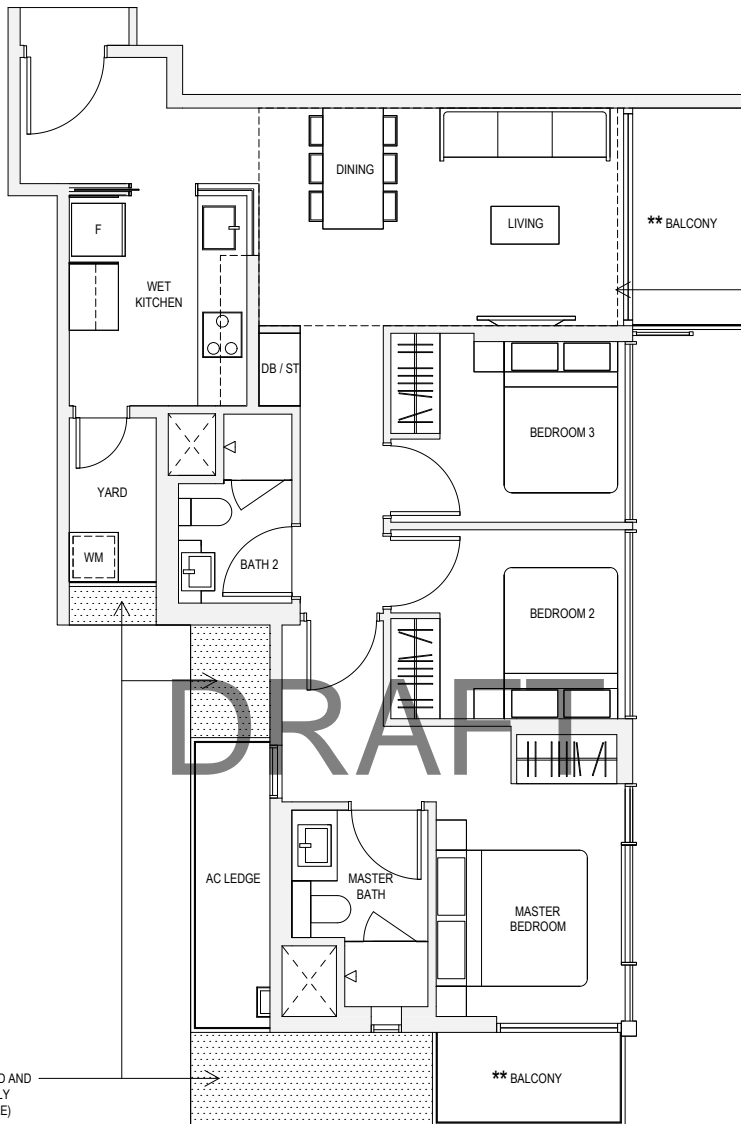 DINING
LIVING
** BALCONY
F
WET
KITCHEN
DB / ST
BEDROOM 3
YARD
WM
BATH 2
BEDROOM 2
DRAFT
AC LEDGE
MASTER
BATH
MASTER
BEDROOM
** BALCONY
AND